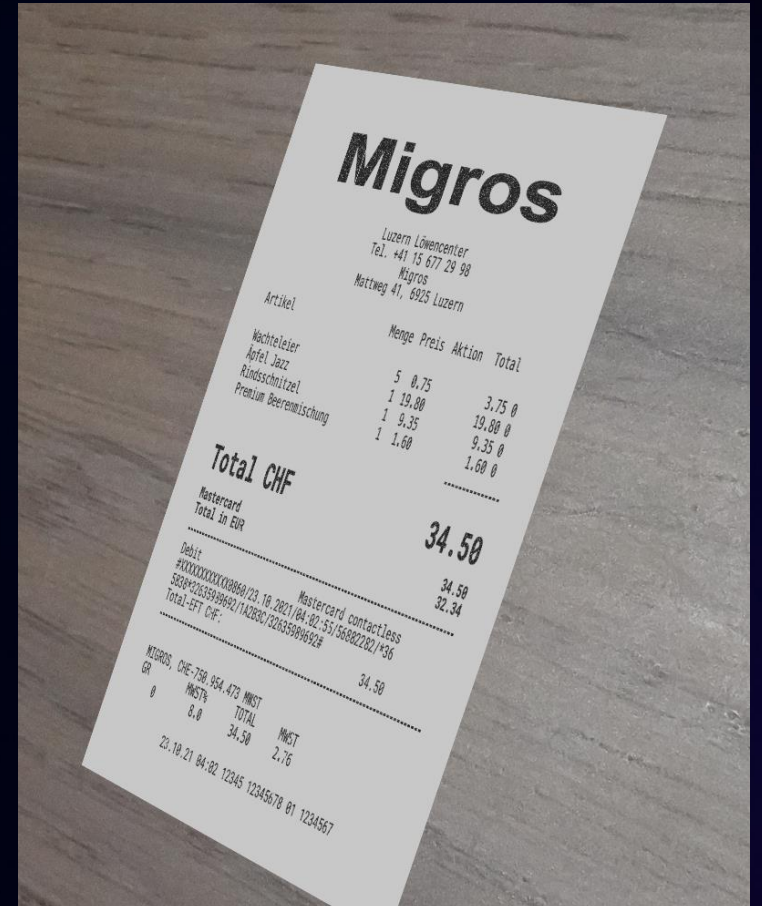 Migros
Luzern Löwencenter
Tel. +41 15 677 29 98
Migros
Mattweg 41, 6925 Luzern
Artikel Menge Preis Aktion Total
Wachteleier 5 0.75 3.75 0
Äpfel Jazz 1 19.80 19.80 0
Rindsschnitzel 1 9.35 9.35 0
Premium Beerenmischung 1 1.60 1.60 0
Total CHF 34.50
Mastercard 34.50
Total in EUR 32.34
Debit Mastercard contactless
#XXXXXXXXXXXX0860/23.10.2021/04:02:55/56882282/*36
5838*32635989692/1A2B3C/32635989692#
Total-EFT CHF: 34.50
MIGROS, CHE-750.954.473 MWST
GR MWST% TOTAL MWST
0 8.0 34.50 2.76
23.10.21 04:02 12345 12345678 01 1234567